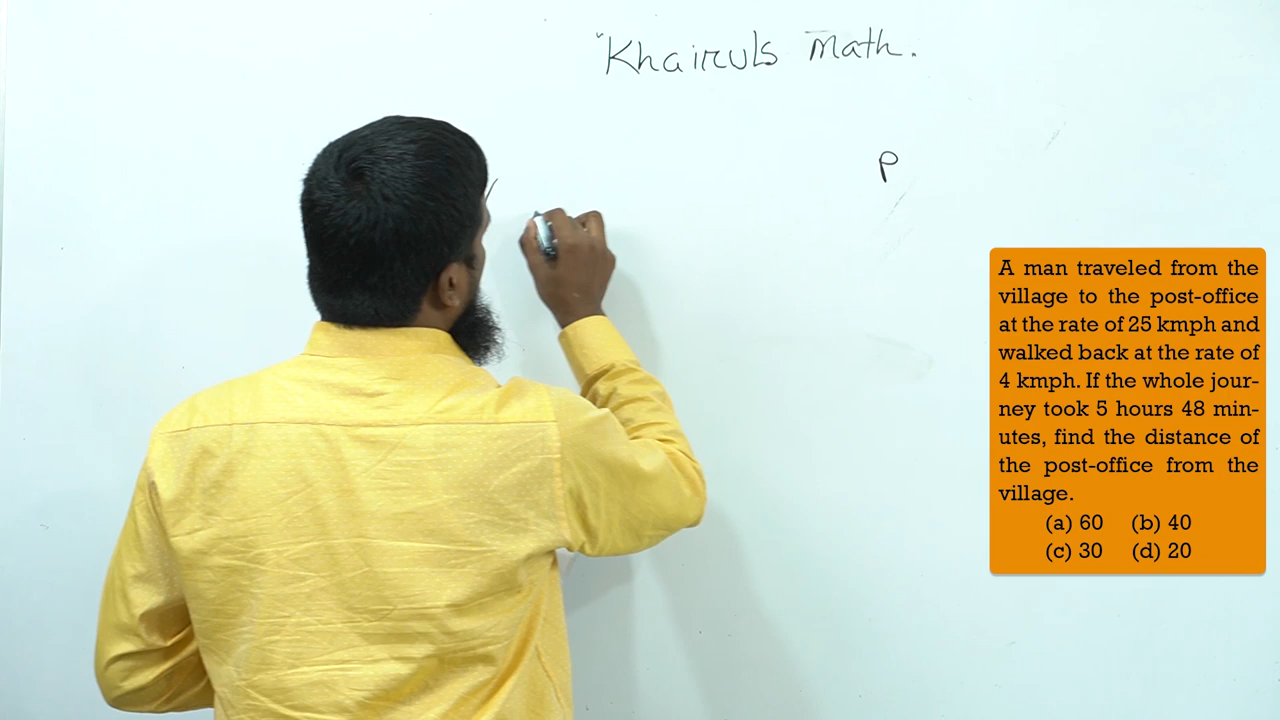 "Khairuls Math.
P
A man traveled from the
village to the post-office
at the rate of 25 kmph and
walked back at the rate of
4 kmph. If the whole jour-
ney took 5 hours 48 min-
utes, find the distance of
the post-office from the
village.
(a) 60 (b) 40
(c) 30 (d) 20